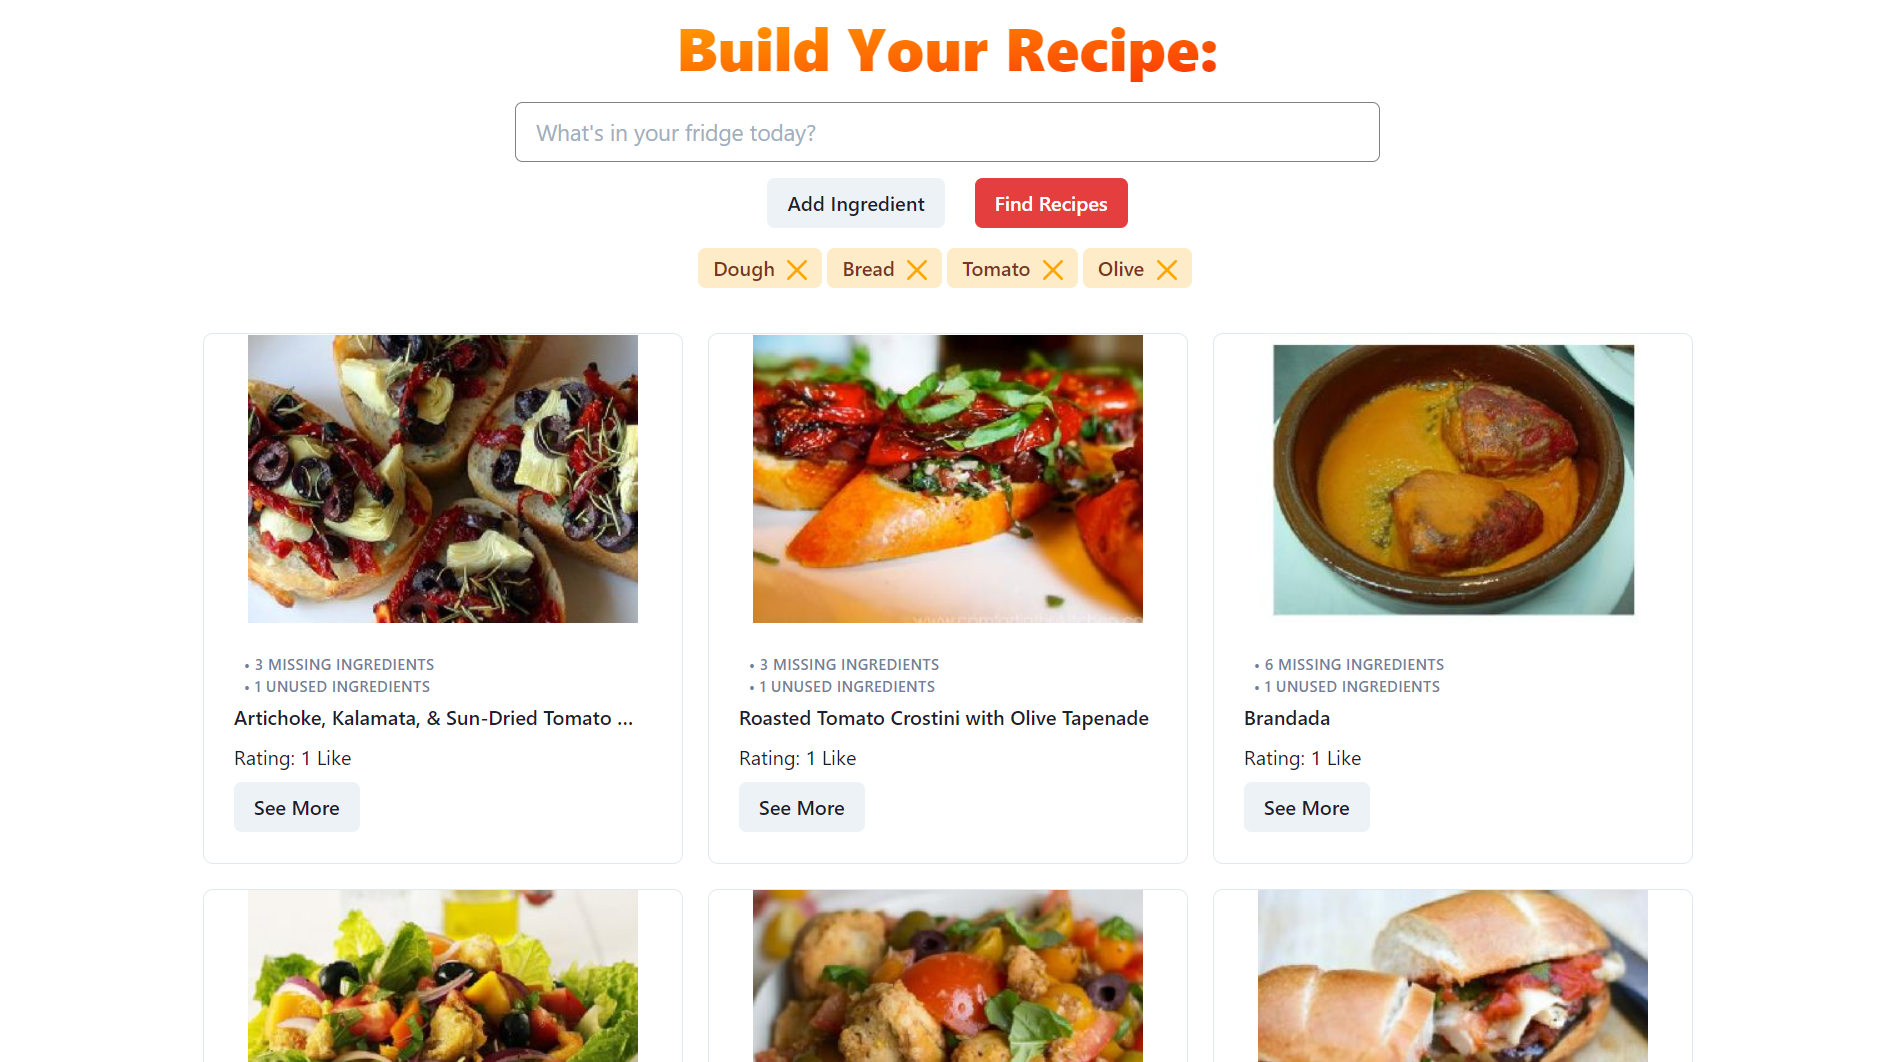 Build Your Recipe:
What's in your fridge today?
Add Ingredient Find Recipes
Dough Bread Tomato Olive
• 3 MISSING INGREDIENTS
• 1 UNUSED INGREDIENTS
Artichoke, Kalamata, & Sun-Dried Tomato ...
Rating: 1 Like
See More
• 3 MISSING INGREDIENTS
• 1 UNUSED INGREDIENTS
Roasted Tomato Crostini with Olive Tapenade
Rating: 1 Like
See More
• 6 MISSING INGREDIENTS
• 1 UNUSED INGREDIENTS
Brandada
Rating: 1 Like
See More